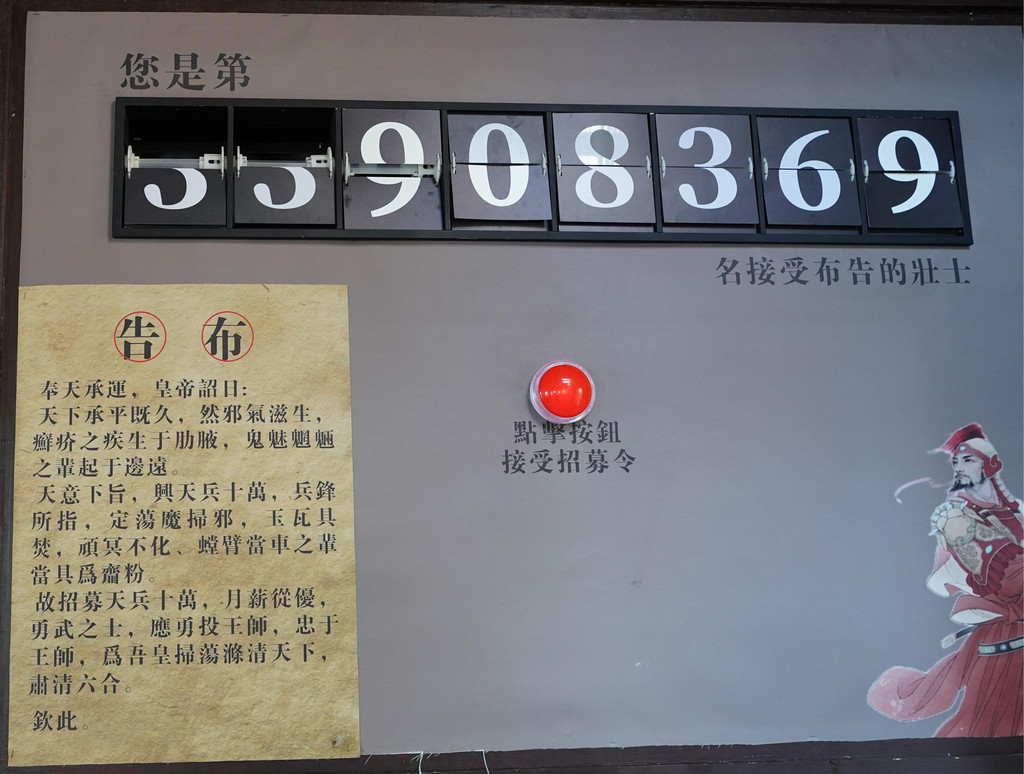 您是第
908369
名接受布告的壯士
告 布
奉天承運，皇帝詔曰:
天下承平既久，然邪氣滋生，
癬疥之疾生于肋腋，鬼魅魍魎
之輩起于邊遠。
天意下旨，興天兵十萬，兵鋒
所指，定蕩魔掃邪，玉瓦具
焚，頑冥不化、螳臂當車之輩
當具爲齏粉。
故招募天兵十萬，月薪從優，
勇武之士，應勇投王師，忠于
王師，爲吾皇掃蕩滌清天下，
肅清六合。
欽此。
點擊按鈕
接受招募令